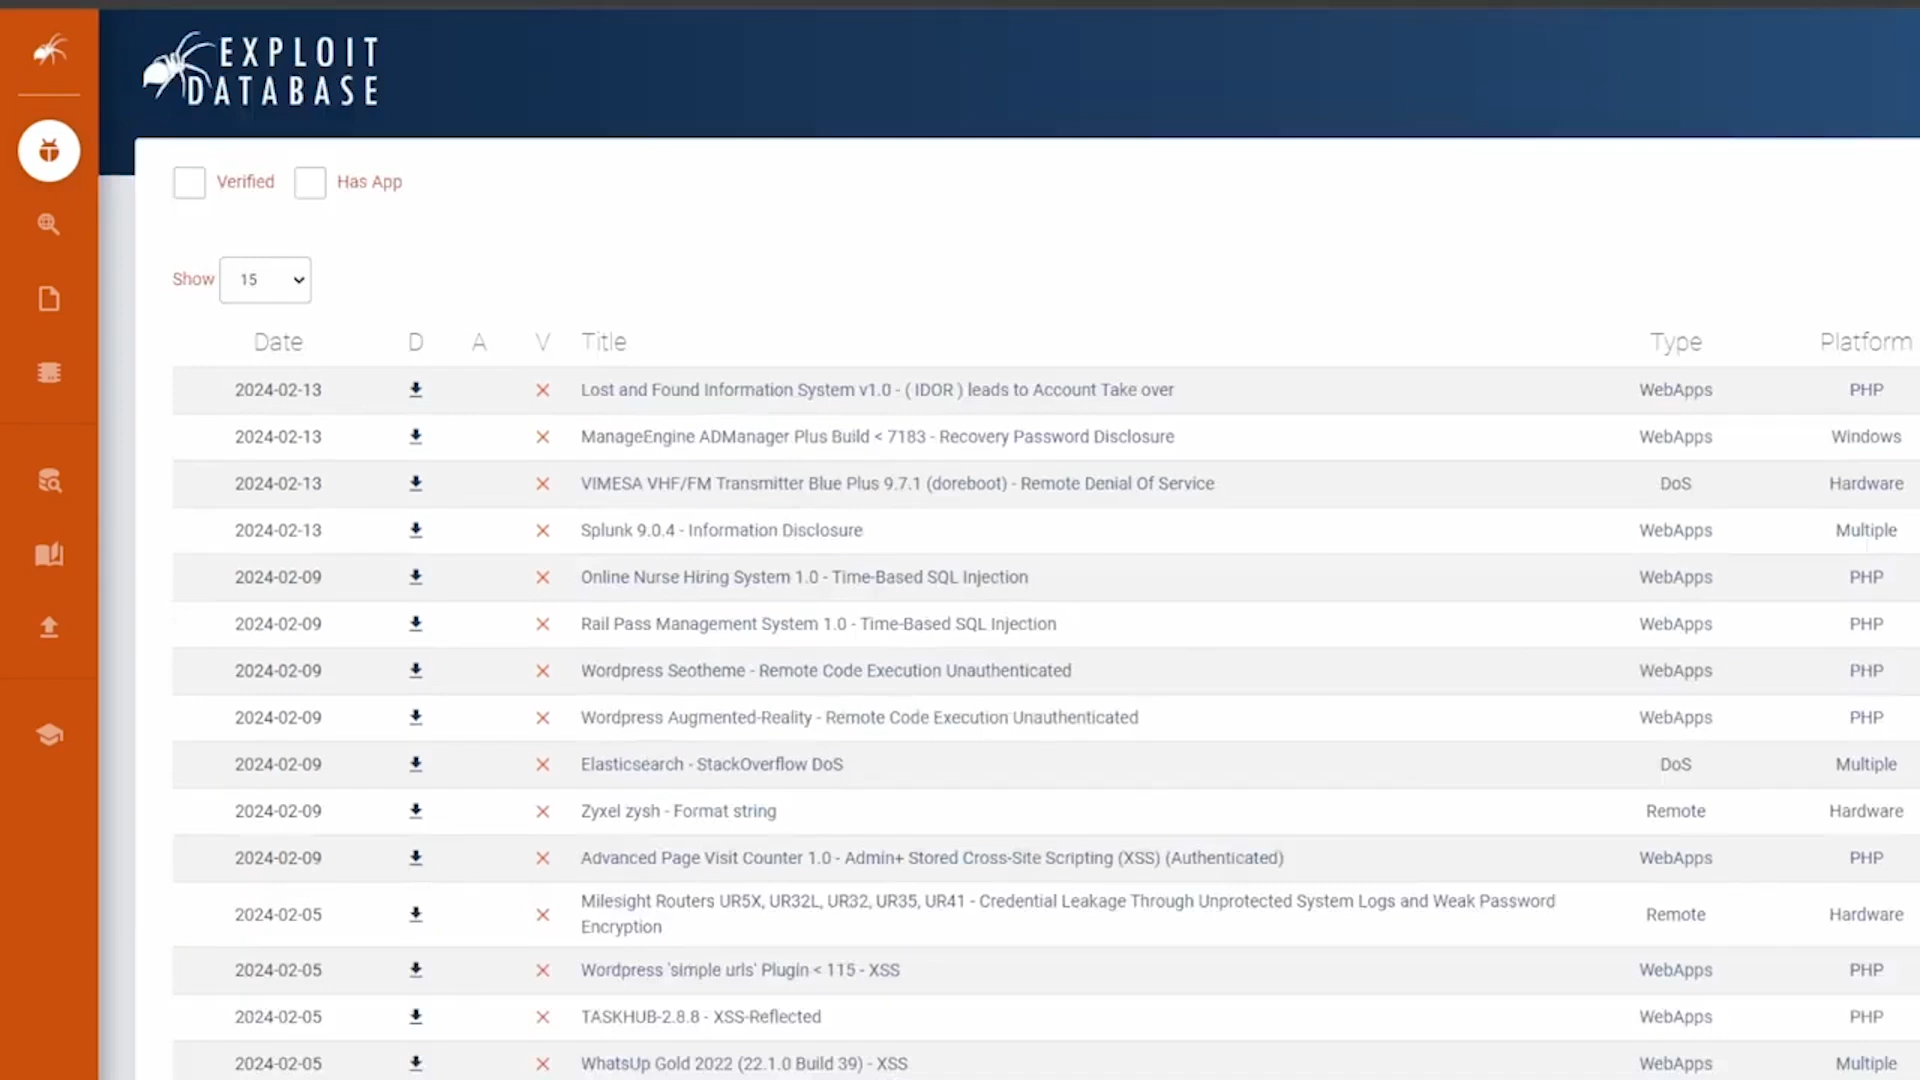 EXPLOIT
DATABASE
Verified Has App
Show 15
Date D A V Title Type Platform
2024-02-13 Lost and Found Information System v1.0 - ( IDOR ) leads to Account Take over WebApps PHP
2024-02-13 ManageEngine ADManager Plus Build < 7183 - Recovery Password Disclosure WebApps Windows
2024-02-13 VIMESA VHF/FM Transmitter Blue Plus 9.7.1 (doreboot) - Remote Denial Of Service DoS Hardware
2024-02-13 Splunk 9.0.4 - Information Disclosure WebApps Multiple
2024-02-09 Online Nurse Hiring System 1.0 - Time-Based SQL Injection WebApps PHP
2024-02-09 Rail Pass Management System 1.0 - Time-Based SQL Injection WebApps PHP
2024-02-09 Wordpress Seotheme - Remote Code Execution Unauthenticated WebApps PHP
2024-02-09 Wordpress Augmented-Reality - Remote Code Execution Unauthenticated WebApps PHP
2024-02-09 Elasticsearch - StackOverflow DoS DoS Multiple
2024-02-09 Zyxel zysh - Format string Remote Hardware
2024-02-09 Advanced Page Visit Counter 1.0 - Admin+ Stored Cross-Site Scripting (XSS) (Authenticated) WebApps PHP
2024-02-05 Milesight Routers UR5X, UR32L, UR32, UR35, UR41 - Credential Leakage Through Unprotected System Logs and Weak Password Remote Hardware
Encryption
2024-02-05 Wordpress 'simple urls' Plugin < 115 - XSS WebApps PHP
2024-02-05 TASKHUB-2.8.8 - XSS-Reflected WebApps PHP
2024-02-05 WhatsUp Gold 2022 (22.1.0 Build 39) - XSS WebApps Multiple